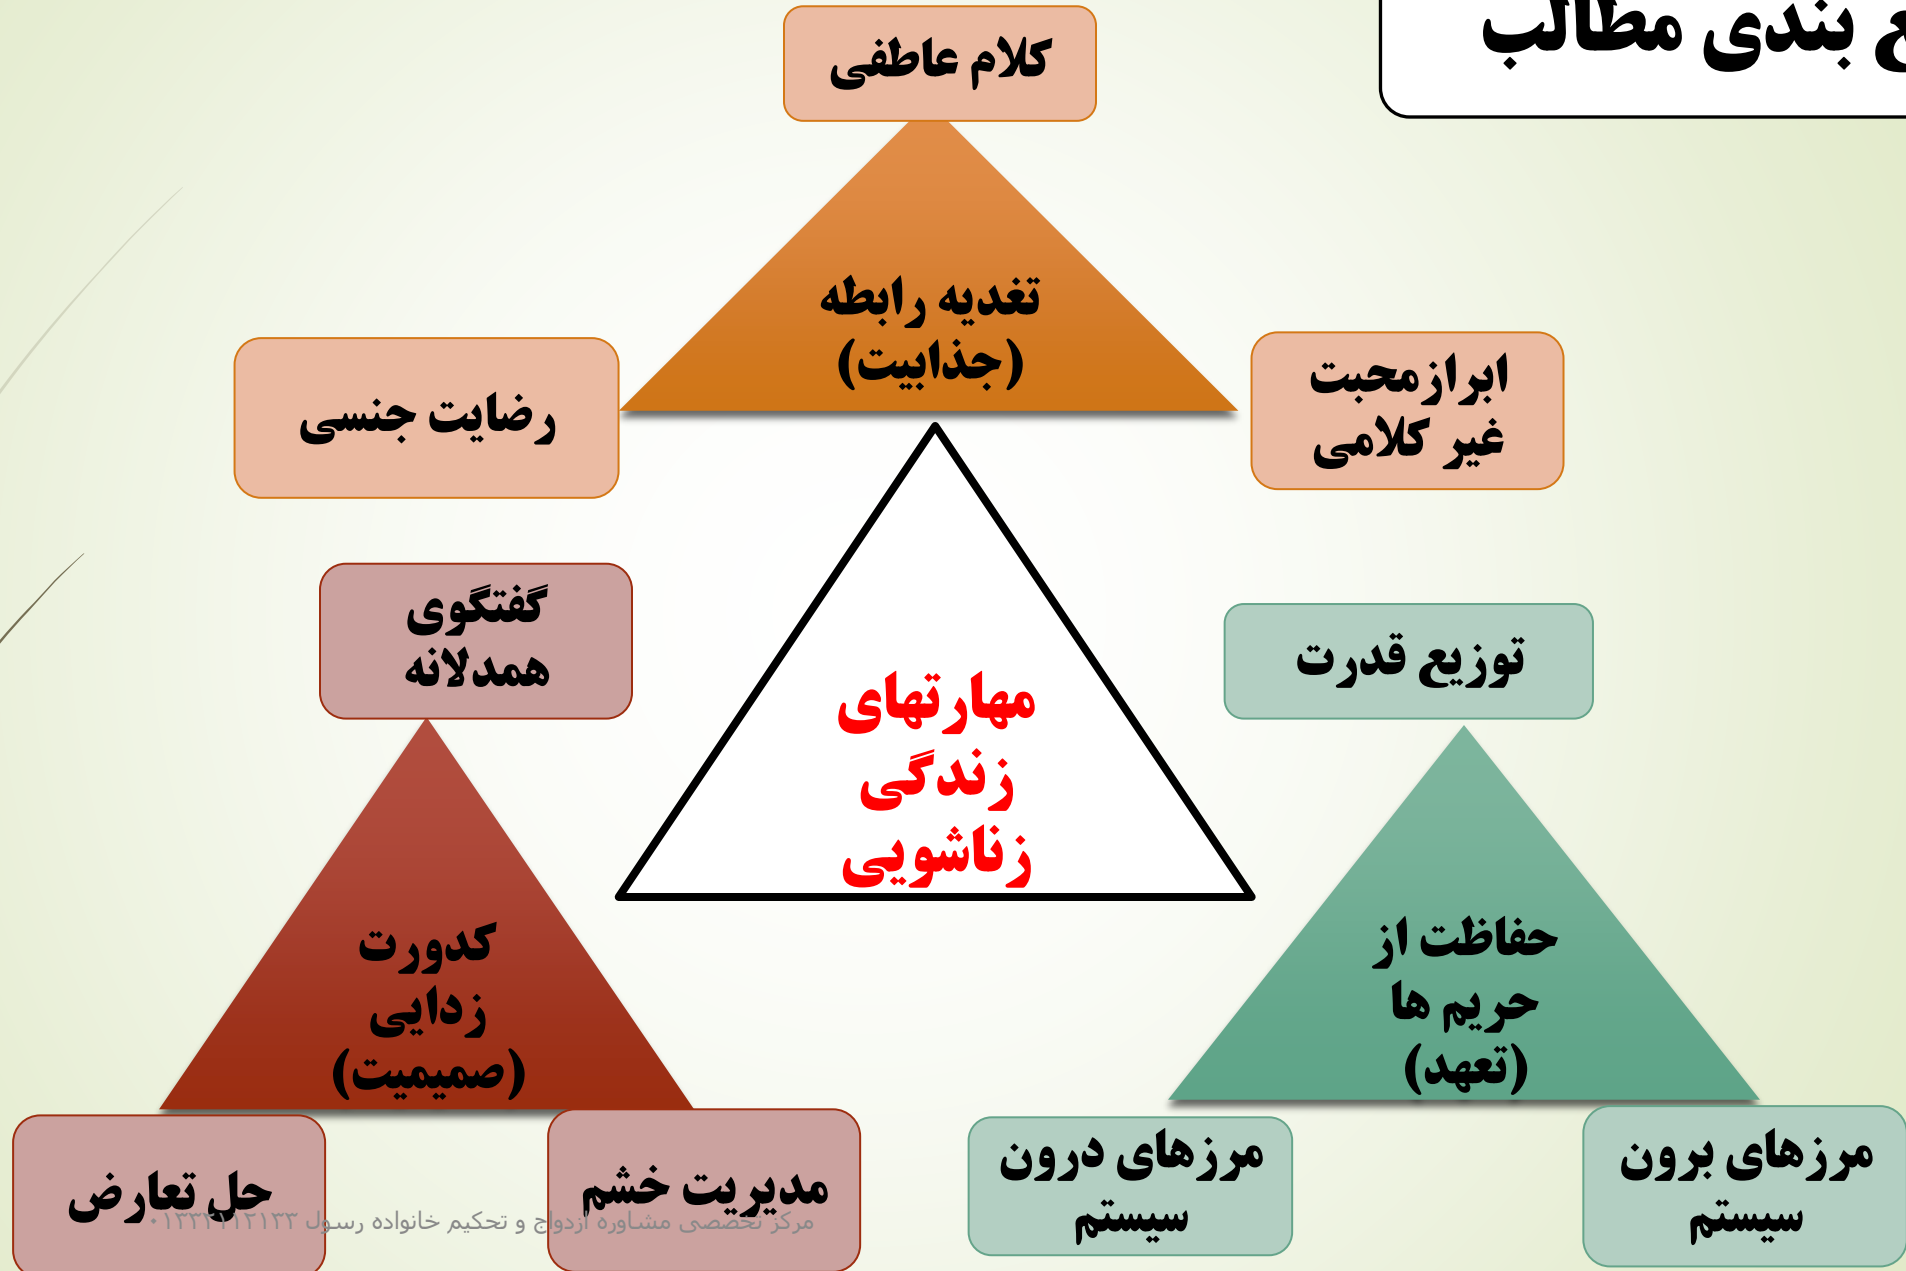 بندی مطالب
کلام عاطفی
تغدیه رابطه
(جذابیت)
ابرازمحبت
غیر کلامی
رضایت جنسی
گفتگوی
همدلانه
توزیع قدرت
مهارتهای
زندگی
زناشویی
حفاظت از
حریم ها
(تعهد)
کدورت
زدایی
(صمیمیت)
مرزهای برون
سیستم
مرزهای درون
سیستم
مدیریت خشم
حل تعارض
مرکز تخصصی مشاوره ازدواج و تحکیم خانواده رسول